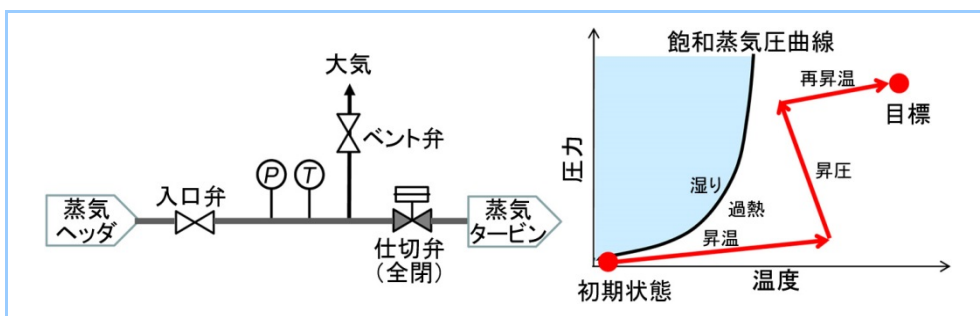 大気
ベント弁
P
T
入口弁
蒸気
ヘッダ
蒸気
タービン
仕切弁
(全閉)
飽和蒸気圧曲線
再昇温
目標
圧力
昇圧
湿り
過熱
昇温
初期状態
温度